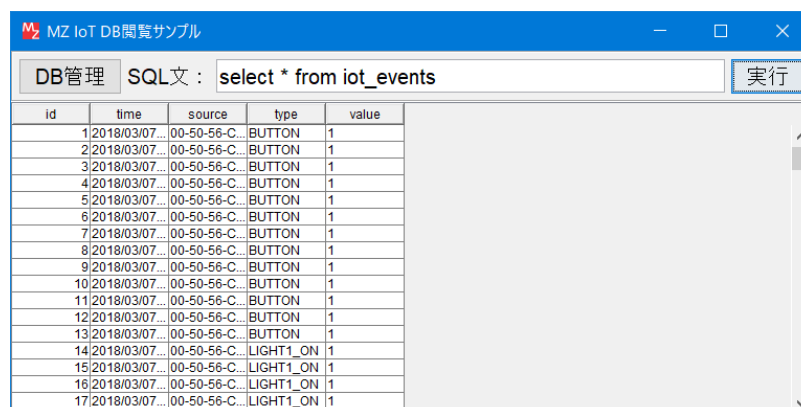 MZ MZ IoT DB閲覧サンプル
DB管理 SQL文： select * from iot_events 実行
id time source type value
1 2018/03/07... 00-50-56-C... BUTTON 1
2 2018/03/07... 00-50-56-C... BUTTON 1
3 2018/03/07... 00-50-56-C... BUTTON 1
4 2018/03/07... 00-50-56-C... BUTTON 1
5 2018/03/07... 00-50-56-C... BUTTON 1
6 2018/03/07... 00-50-56-C... BUTTON 1
7 2018/03/07... 00-50-56-C... BUTTON 1
8 2018/03/07... 00-50-56-C... BUTTON 1
9 2018/03/07... 00-50-56-C... BUTTON 1
10 2018/03/07... 00-50-56-C... BUTTON 1
11 2018/03/07... 00-50-56-C... BUTTON 1
12 2018/03/07... 00-50-56-C... BUTTON 1
13 2018/03/07... 00-50-56-C... BUTTON 1
14 2018/03/07... 00-50-56-C... LIGHT1_ON 1
15 2018/03/07... 00-50-56-C... LIGHT1_ON 1
16 2018/03/07... 00-50-56-C... LIGHT1_ON 1
17 2018/03/07... 00-50-56-C... LIGHT1_ON 1